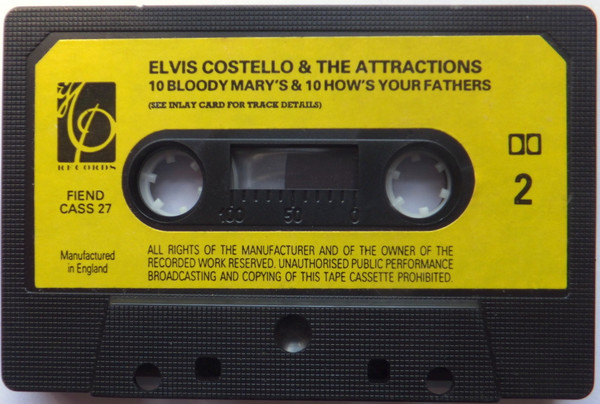 ELVIS COSTELLO & THE ATTRACTIONS
10 BLOODY MARY'S & 10 HOW'S YOUR FATHERS
(SEE INLAY CARD FOR TRACK DETAILS)
RECORDS
FIEND
CASS 27
2
100 50 0
Manufactured
in England
ALL RIGHTS OF THE MANUFACTURER AND OF THE OWNER OF THE
RECORDED WORK RESERVED. UNAUTHORISED PUBLIC PERFORMANCE
BROADCASTING AND COPYING OF THIS TAPE CASSETTE PROHIBITED.